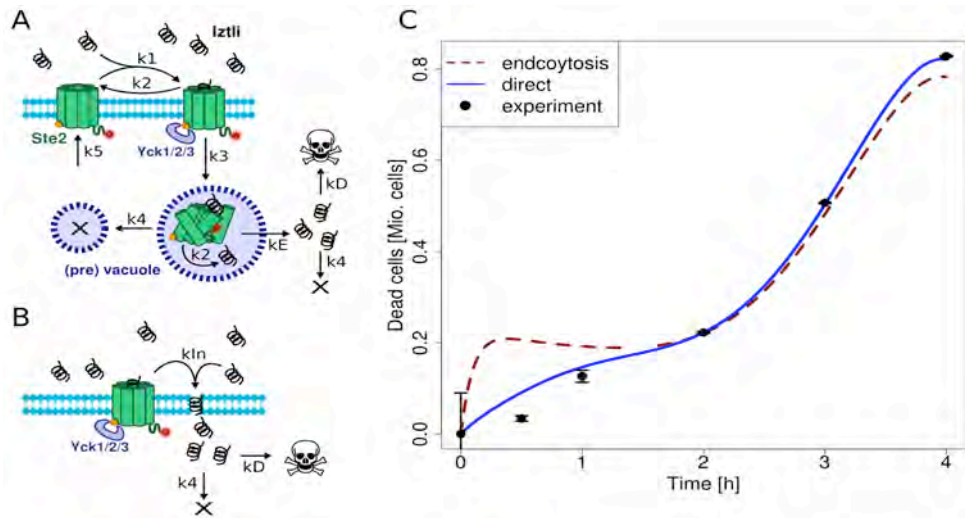 A
Iztli
k1
k2
Ste2
Yck1/2/3
k5
k3
kD
k4
kE
k2
k4
(pre) vacuole
X
X
B
kIn
Yck1/2/3
kD
k4
X
C
endcoytosis
direct
experiment
Dead cells [Mio. cells]
0.8
0.6
0.4
0.2
0.0
0 1 2 3 4
Time [h]